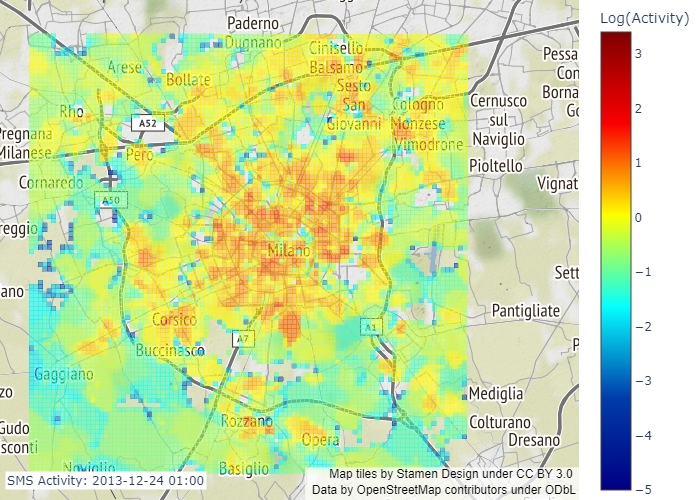 Paderno
Dugnano
Cinisello
Balsamo
Arese
Bollate
Sesto
San
Giovanni
Cologno
Monzese
Vimodrone
Rho
A52
Pero
Pregnana
Milanese
Cornaredo
A50
reggio
ano
Milano
Cernusco
sul
Naviglio
Pioltello
Pessa
Con
Borna
Go
Vignat
Sett
Pantigliate
P
Corsico
Buccinasco
A7
A1
Gaggiano
zo
Gudo
sconti
Rozzano
Opera
Noviglio
Basiglio
Mediglia
Colturano
Dresano
SMS Activity: 2013-12-24 01:00
Map tiles by Stamen Design under CC BY 3.0
Data by OpenStreetMap contributors under ODbL
Log(Activity)
3
2
1
0
−1
−2
−3
−4
−5